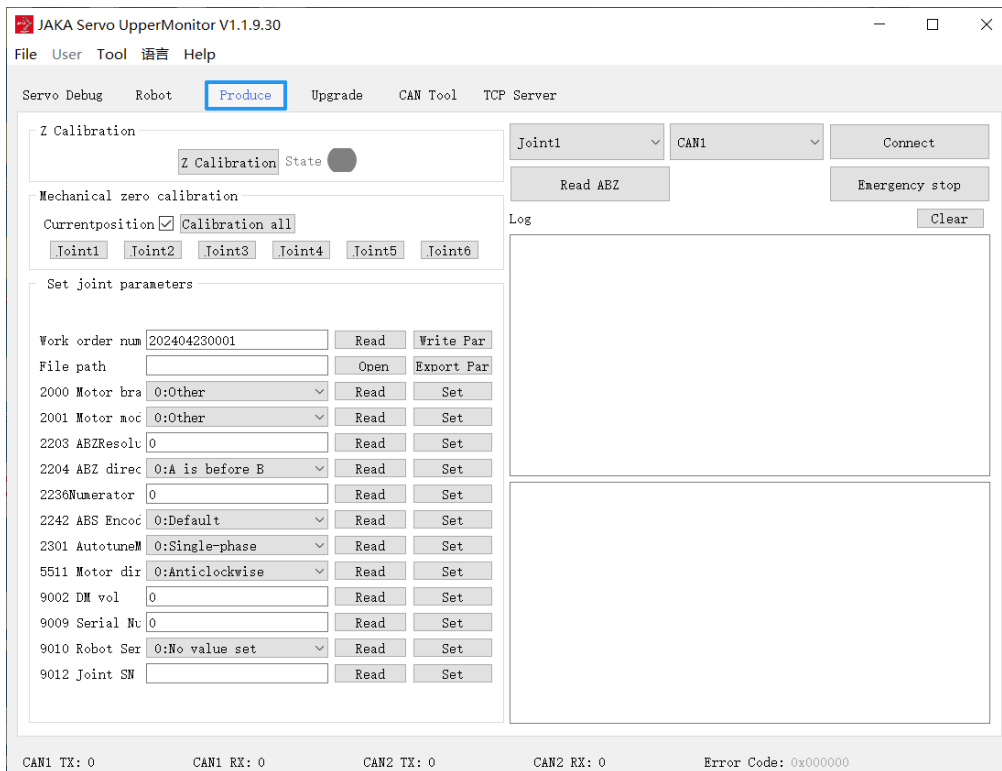 JAKA Servo UpperMonitor V1.1.9.30
File User Tool 语言 Help
Servo Debug Robot Produce Upgrade CAN Tool TCP Server
Z Calibration
Z Calibration State
Mechanical zero calibration
Currentposition Calibration all
Joint1 Joint2 Joint3 Joint4 Joint5 Joint6
Set joint parameters
Work order num 202404230001 Read Write Par
File path Open Export Par
2000 Motor bra 0:Other Read Set
2001 Motor mod 0:Other Read Set
2203 ABZResolu 0 Read Set
2204 ABZ direc 0:A is before B Read Set
2236Numerator 0 Read Set
2242 ABS Encod 0:Default Read Set
2301 AutotuneM 0:Single-phase Read Set
5511 Motor dir 0:Anticlockwise Read Set
9002 DM vol 0 Read Set
9009 Serial Nu 0 Read Set
9010 Robot Ser 0:No value set Read Set
9012 Joint SN Read Set
Joint1 CAN1 Connect
Read ABZ Emergency stop
Log Clear
CAN1 TX: 0 CAN1 RX: 0 CAN2 TX: 0 CAN2 RX: 0 Error Code: 0x000000